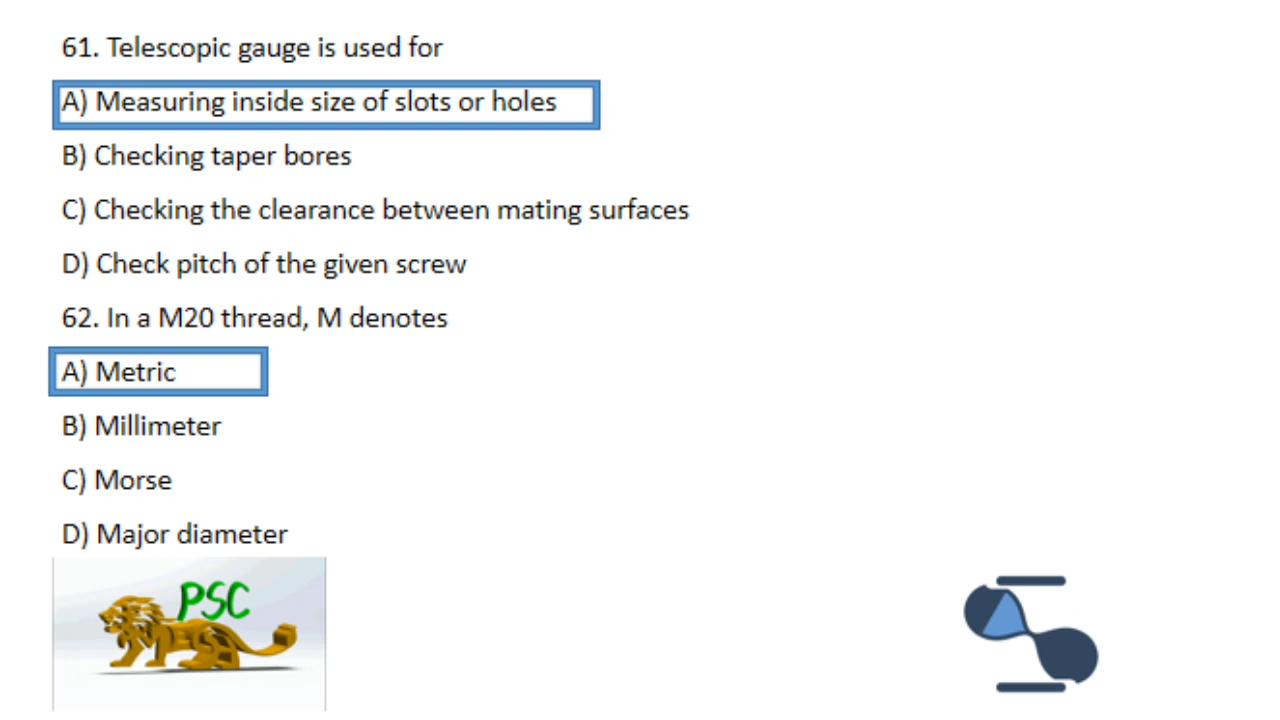 61. Telescopic gauge is used for
A) Measuring inside size of slots or holes
B) Checking taper bores
C) Checking the clearance between mating surfaces
D) Check pitch of the given screw
62. In a M20 thread, M denotes
A) Metric
B) Millimeter
C) Morse
D) Major diameter
PSC